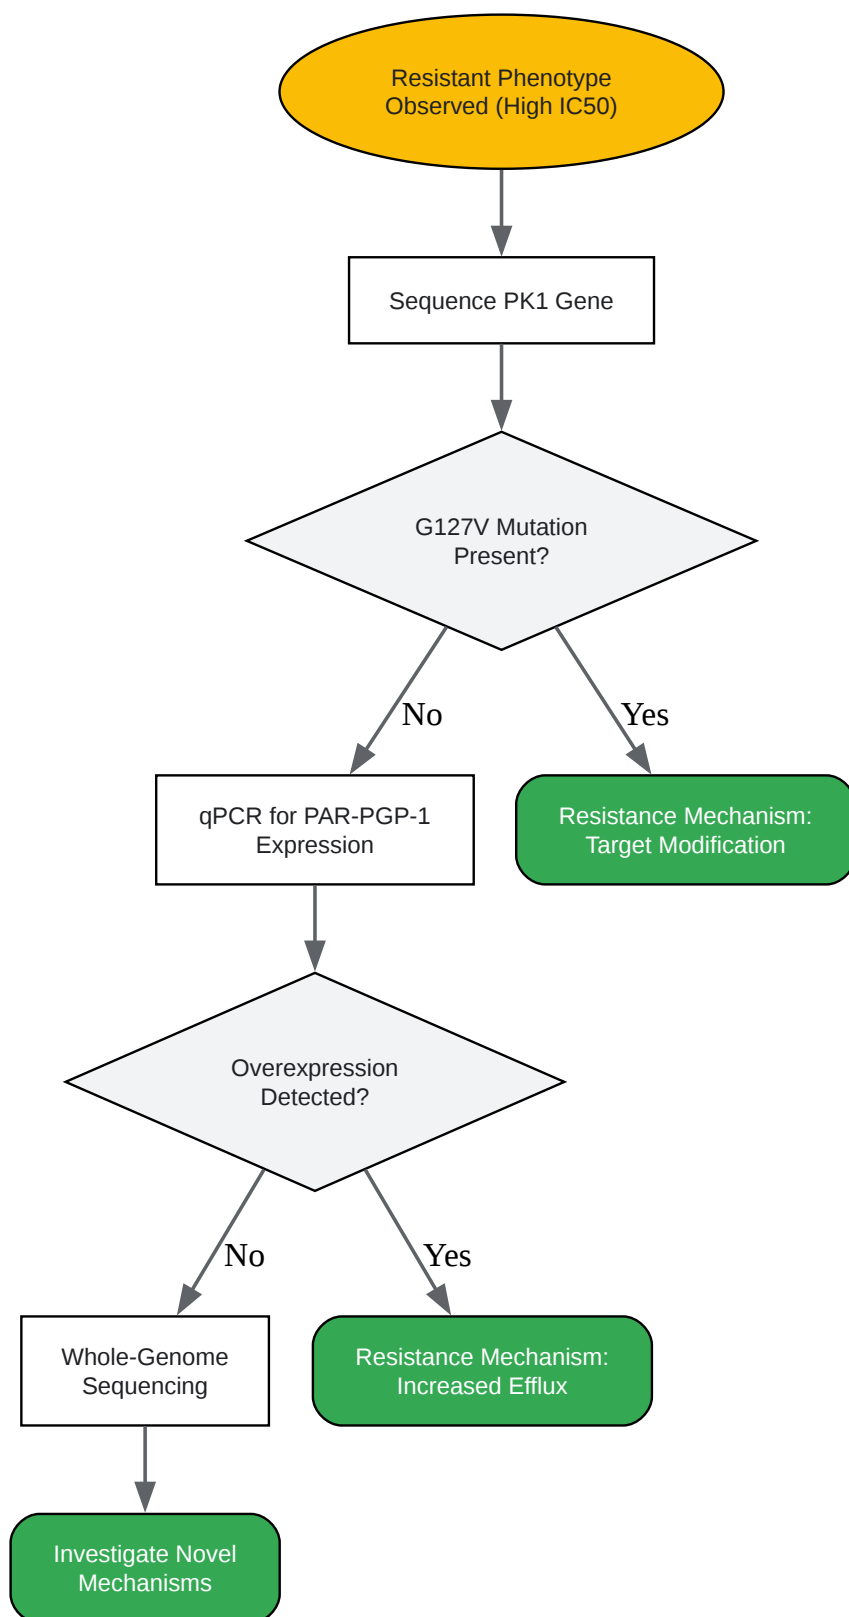 Resistant Phenotype
Observed (High IC50)
Sequence PK1 Gene
G127V Mutation
Present?
No
Yes
qPCR for PAR-PGP-1
Expression
Resistance Mechanism:
Target Modification
Overexpression
Detected?
No
Yes
Whole-Genome
Sequencing
Resistance Mechanism:
Increased Efflux
Investigate Novel
Mechanisms